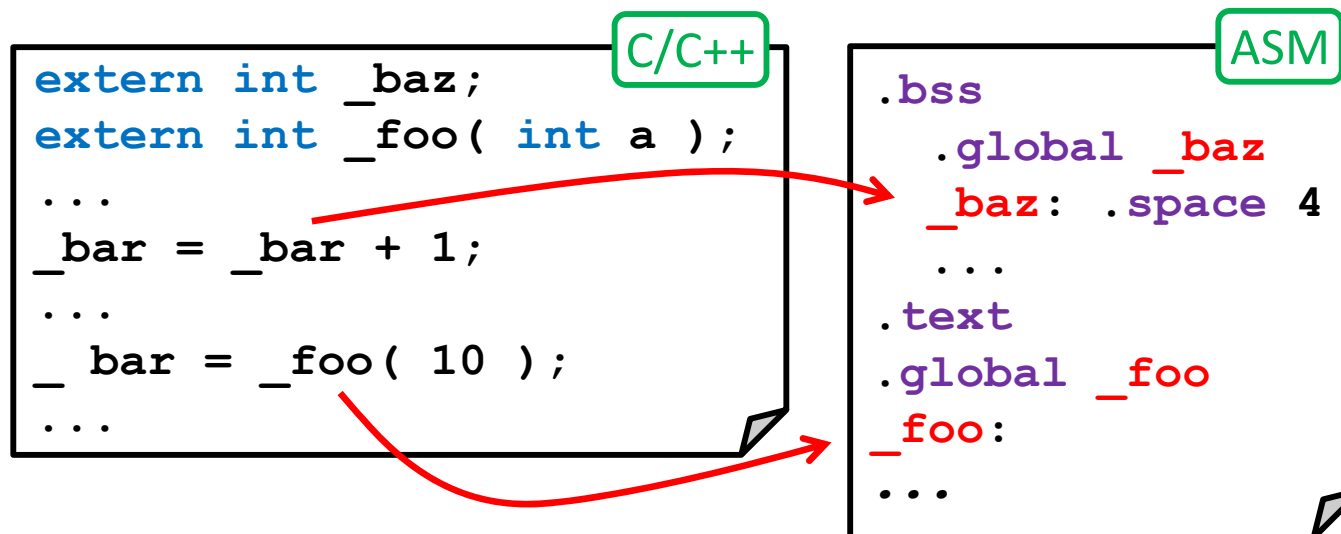 C/C++
extern int _baz;
extern int _foo( int a );
...
_bar = _bar + 1;
...
_ bar = _foo( 10 );
...
ASM
.bss
.global _baz
_baz: .space 4
...
.text
.global _foo
_foo:
...